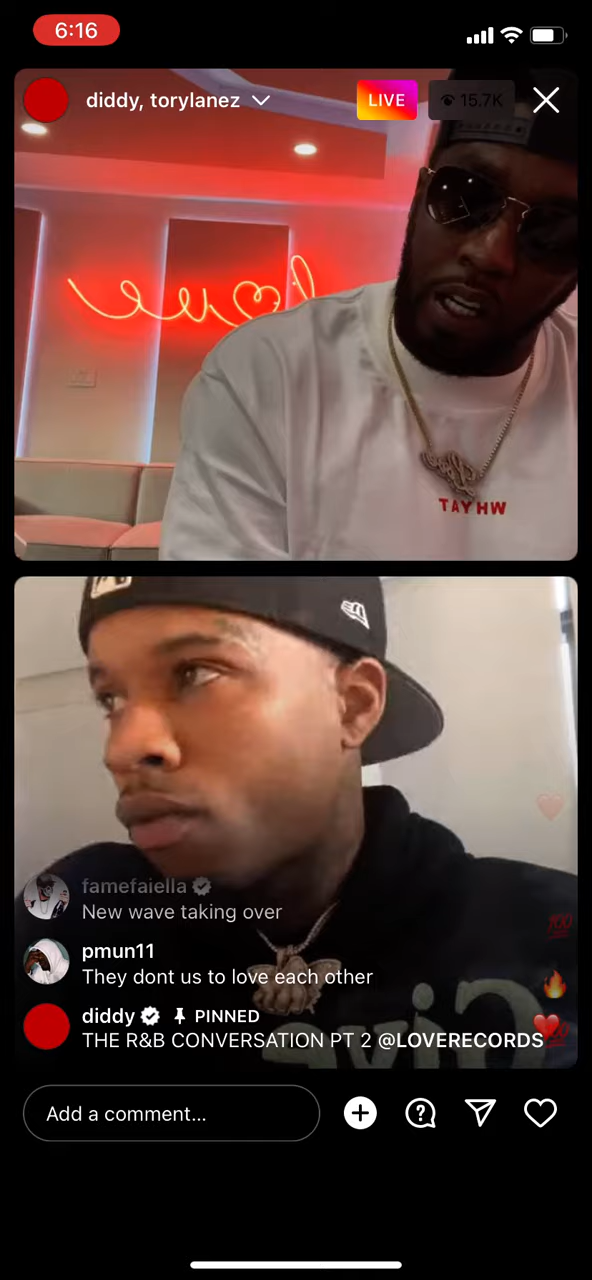 6:16
diddy, torylanez
LIVE
15.7K
love
TAYHW
famefaiella
New wave taking over
pmun11
They dont us to love each other
diddy PINNED
THE R&B CONVERSATION PT 2 @LOVERECORDS
Add a comment...